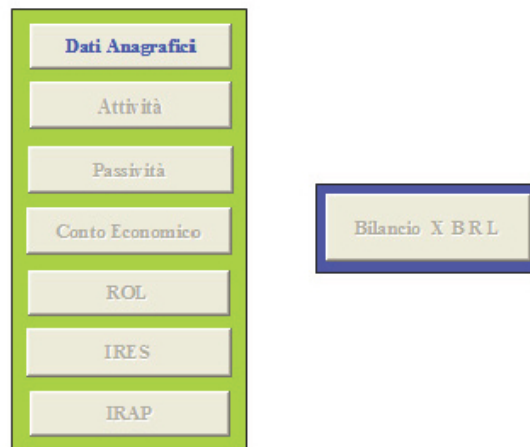 Dati Anagrafici
Attività
Passività
Conto Economico
ROL
IRES
IRAP
Bilancio X B R L